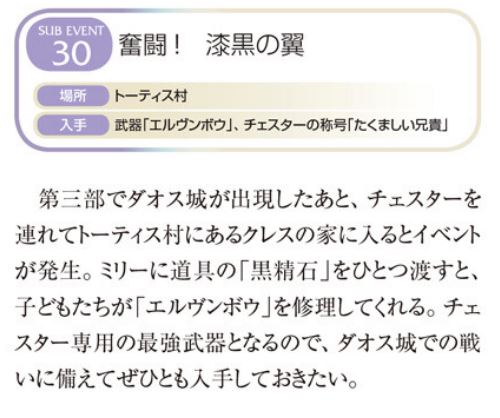 SUB EVENT
30
奮闘！ 漆黒の翼
場所 トーティス村
入手 武器「エルヴンボウ」、チェスターの称号「たくましい兄貴」
第三部でダオス城が出現したあと、チェスターを
連れてトーティス村にあるクレスの家に入るとイベント
が発生。ミリーに道具の「黒精石」をひとつ渡すと、
子どもたちが「エルヴンボウ」を修理してくれる。チェ
スター専用の最強武器となるので、ダオス城での戦
いに備えてぜひとも入手しておきたい。